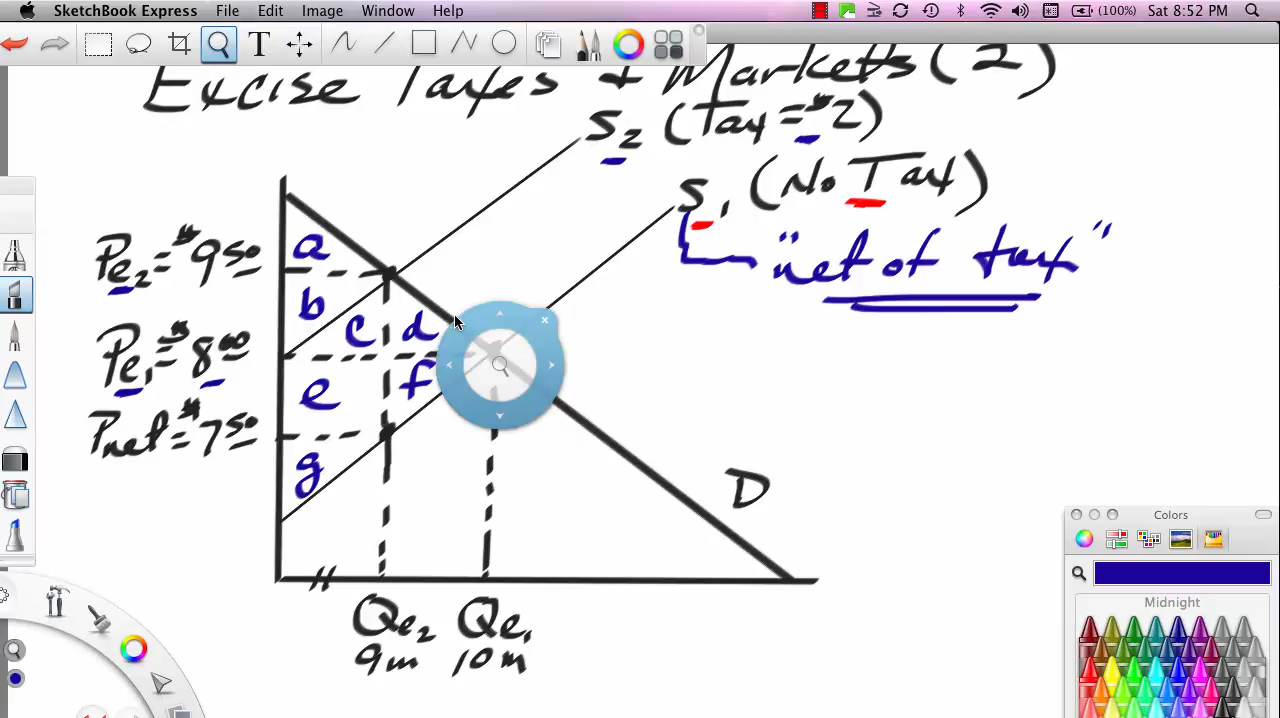 SketchBook Express File Edit Image Window Help (100%) Sat 8:52 PM
T
Excise Taxes & Markets (2)
S2 (Tax = $2)
S1 (No Tax)
"net of tax"
Pe2 = $9 50
a
b
c d
Pe1 = $8 00
e f
Pnet = $7 50
g
D
Qe2 Qe1
9m 10m
Colors
Midnight